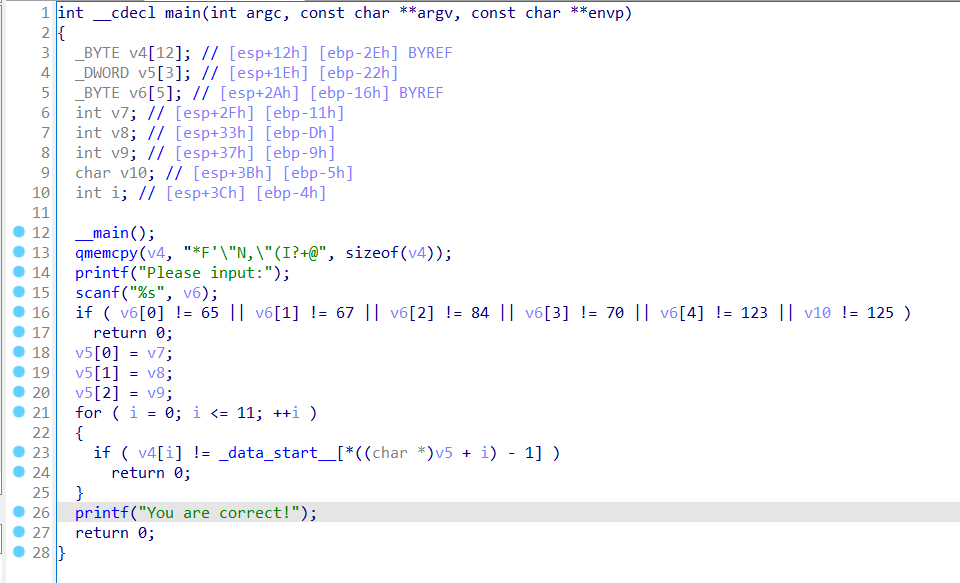 1 int __cdecl main(int argc, const char **argv, const char **envp)
2 {
3   _BYTE v4[12]; // [esp+12h] [ebp-2Eh] BYREF
4   _DWORD v5[3]; // [esp+1Eh] [ebp-22h]
5   _BYTE v6[5]; // [esp+2Ah] [ebp-16h] BYREF
6   int v7; // [esp+2Fh] [ebp-11h]
7   int v8; // [esp+33h] [ebp-Dh]
8   int v9; // [esp+37h] [ebp-9h]
9   char v10; // [esp+3Bh] [ebp-5h]
10   int i; // [esp+3Ch] [ebp-4h]
11
12   __main();
13   qmemcpy(v4, "*F'\"N,\"(I?+@", sizeof(v4));
14   printf("Please input:");
15   scanf("%s", v6);
16   if ( v6[0] != 65 || v6[1] != 67 || v6[2] != 84 || v6[3] != 70 || v6[4] != 123 || v10 != 125 )
17     return 0;
18   v5[0] = v7;
19   v5[1] = v8;
20   v5[2] = v9;
21   for ( i = 0; i <= 11; ++i )
22   {
23     if ( v4[i] != _data_start__[*((char *)v5 + i) - 1] )
24       return 0;
25   }
26   printf("You are correct!");
27   return 0;
28 }